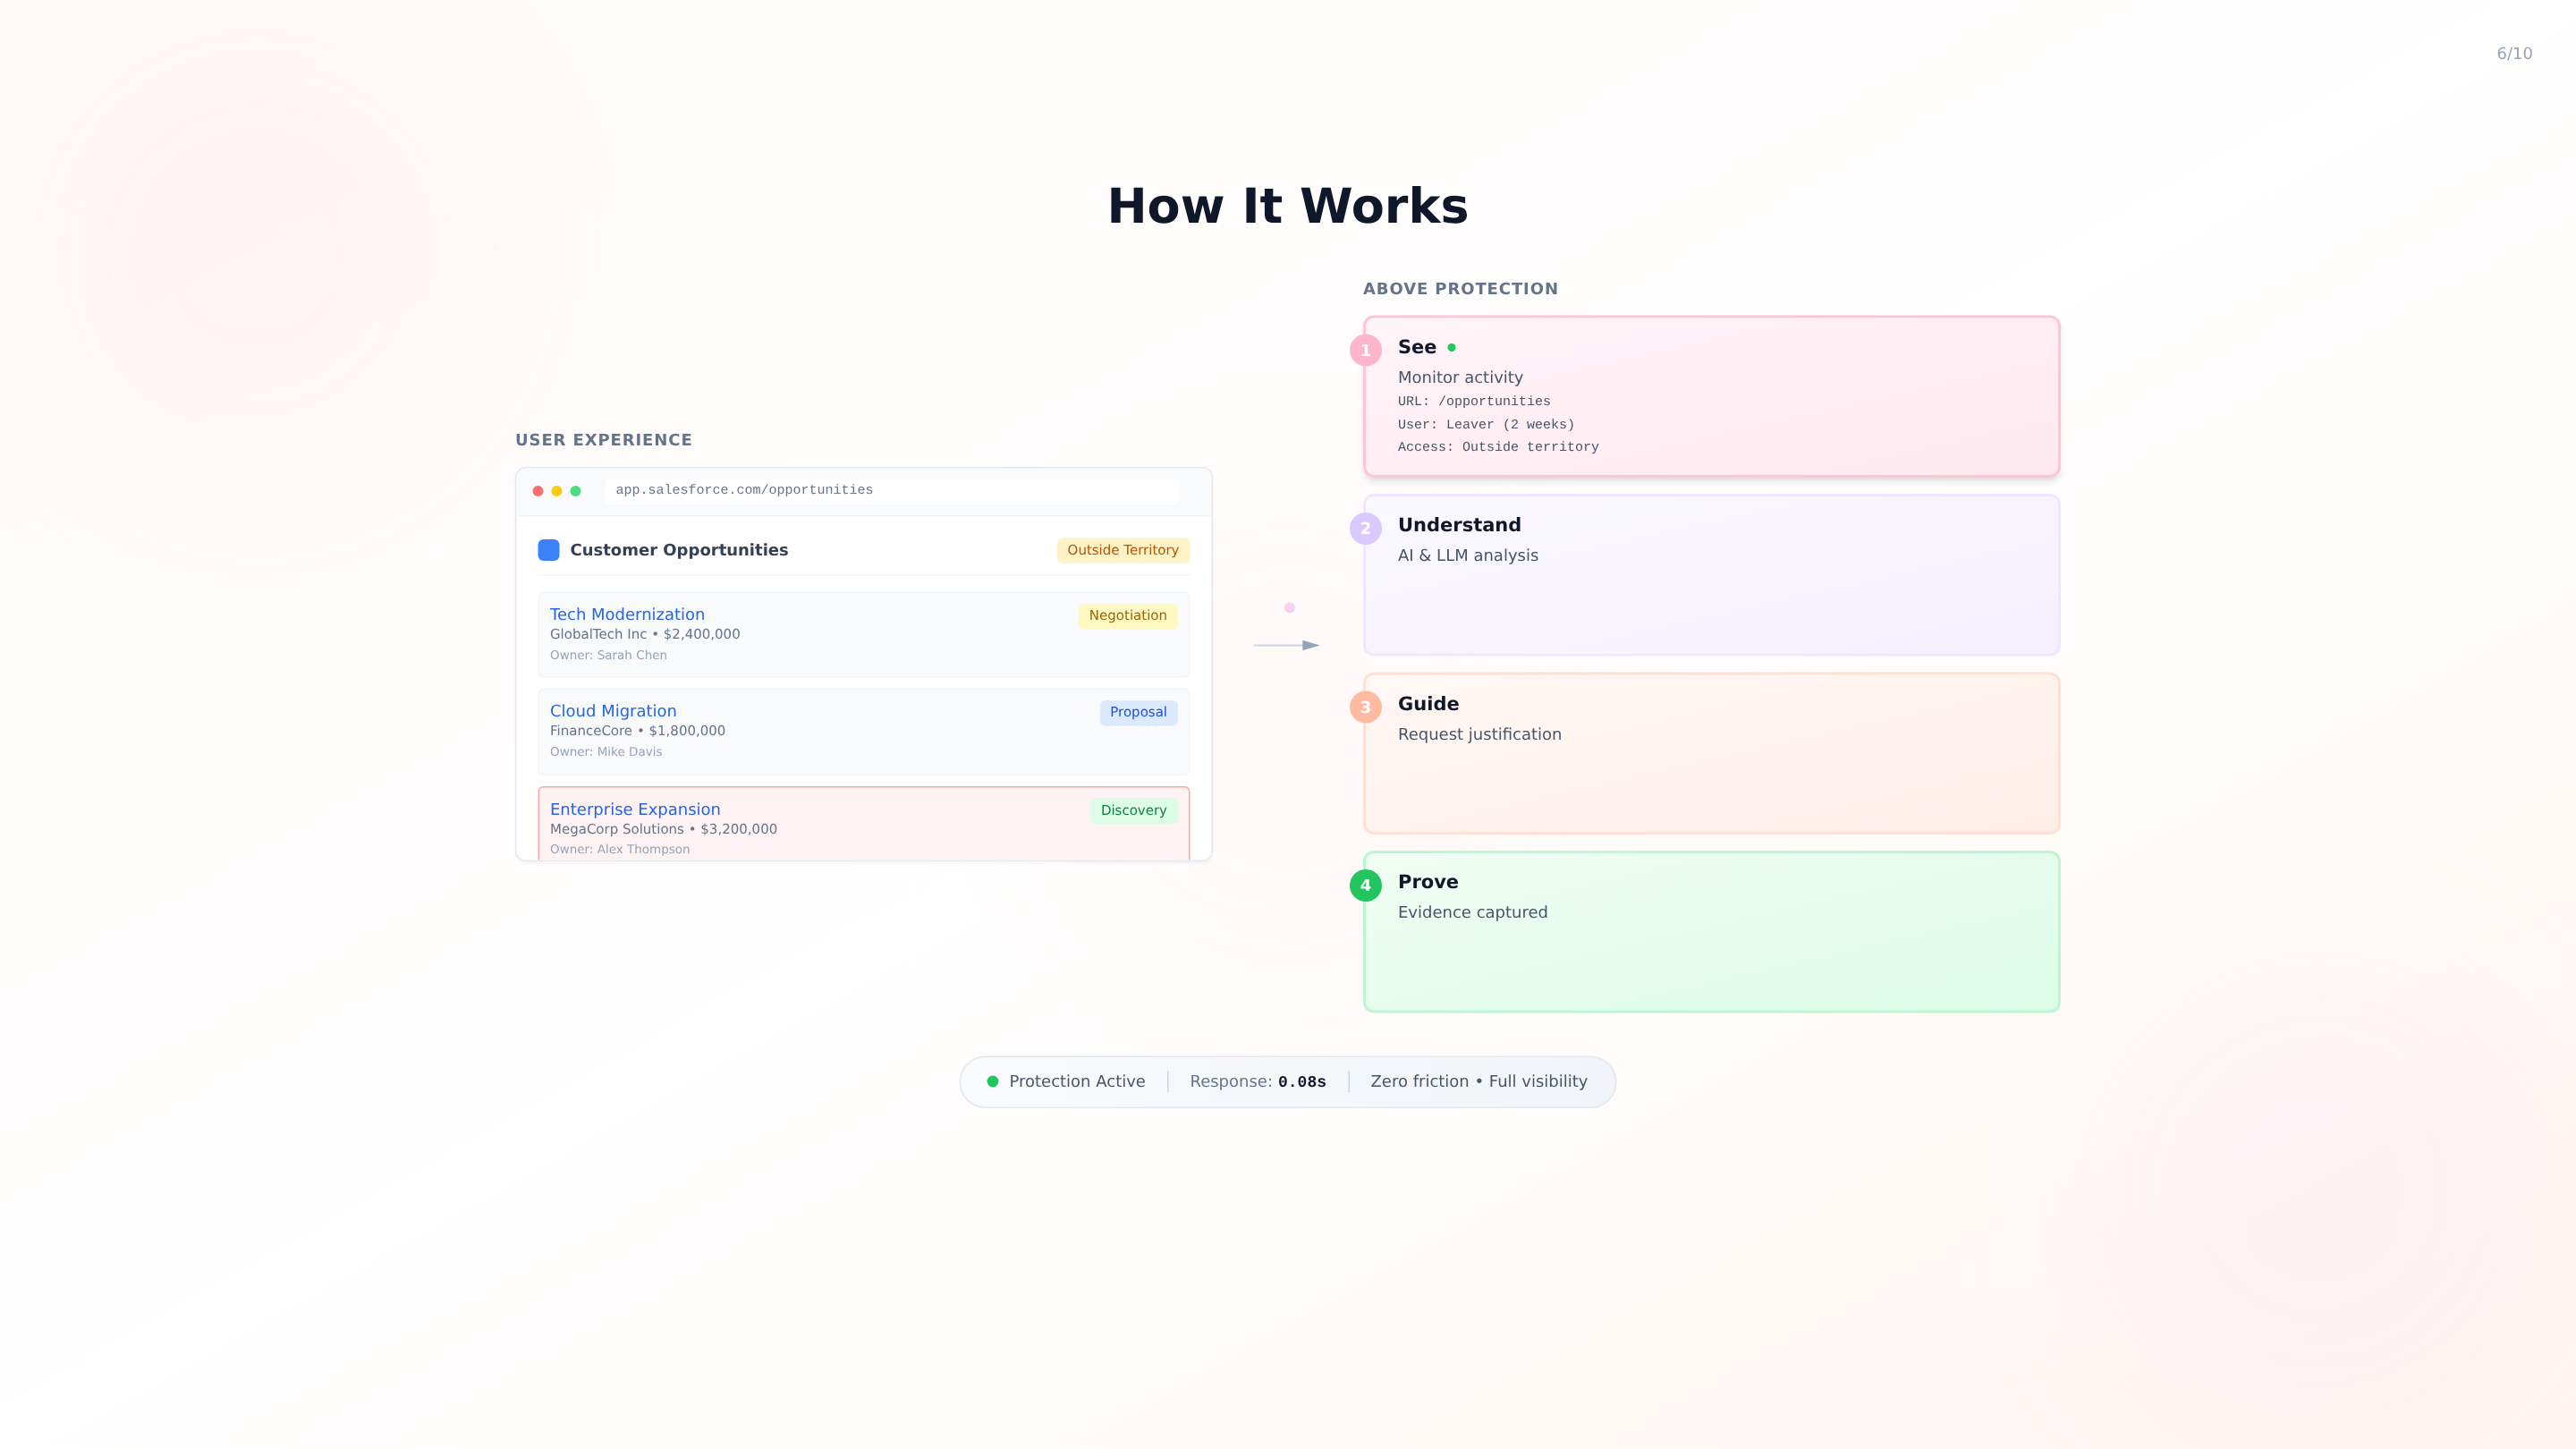 6/10
How It Works
USER EXPERIENCE
app.salesforce.com/opportunities
Customer Opportunities
Outside Territory
Tech Modernization
Negotiation
GlobalTech Inc • $2,400,000
Owner: Sarah Chen
Cloud Migration
Proposal
FinanceCore • $1,800,000
Owner: Mike Davis
Enterprise Expansion
Discovery
MegaCorp Solutions • $3,200,000
Owner: Alex Thompson
ABOVE PROTECTION
1
See
Monitor activity
URL: /opportunities
User: Leaver (2 weeks)
Access: Outside territory
2
Understand
AI & LLM analysis
3
Guide
Request justification
4
Prove
Evidence captured
Protection Active
Response: 0.08s
Zero friction • Full visibility